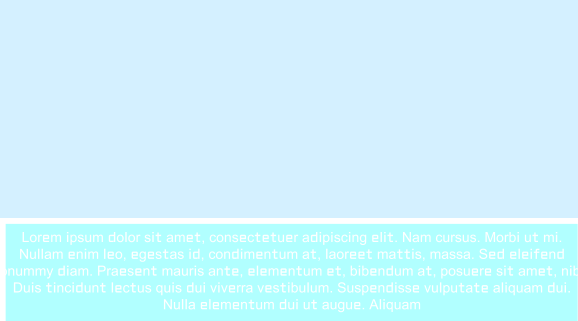 Lorem ipsum dolor sit amet, consectetuer adipiscing elit. Nam cursus. Morbi ut mi.
Nullam enim leo, egestas id, condimentum at, laoreet mattis, massa. Sed eleifend
nonummy diam. Praesent mauris ante, elementum et, bibendum at, posuere sit amet, nibh.
Duis tincidunt lectus quis dui viverra vestibulum. Suspendisse vulputate aliquam dui.
Nulla elementum dui ut augue. Aliquam